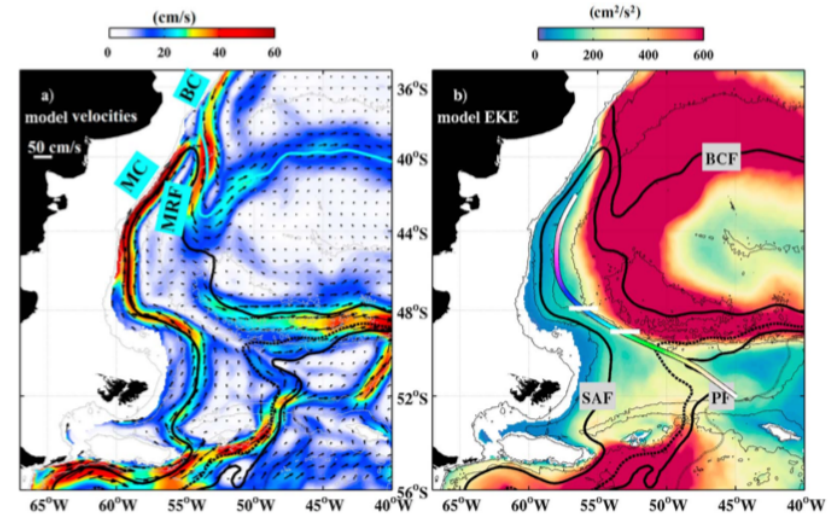 (cm/s)
0 20 40 60
(cm²/s²)
0 200 400 600
a)
model velocities
50 cm/s
BC
MC
MRF
36°S
40°S
44°S
48°S
52°S
56°S
65°W 60°W 55°W 50°W 45°W 40°W
b)
model EKE
BCF
SAF
PF
65°W 60°W 55°W 50°W 45°W 40°W